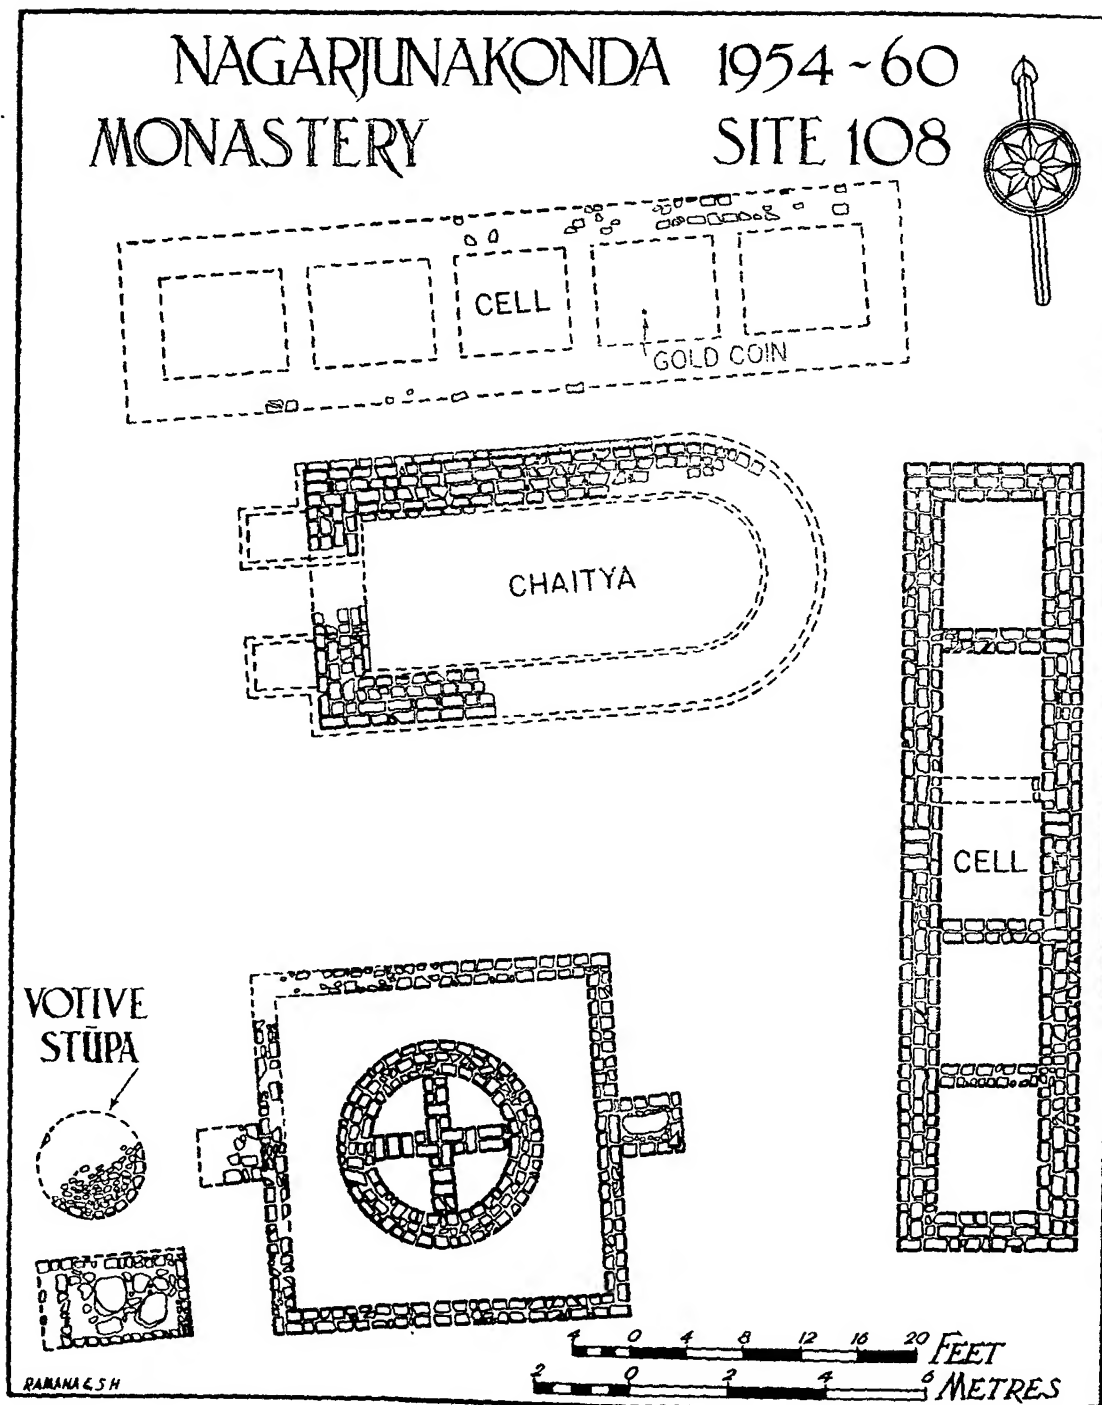 NAGARJUNAKONDA 1954~60
MONASTERY SITE 108
CELL
GOLD COIN
CHAITYA
CELL
VOTIVE
STŪPA
4 0 4 8 12 16 20 FEET
2 0 2 4 6 METRES